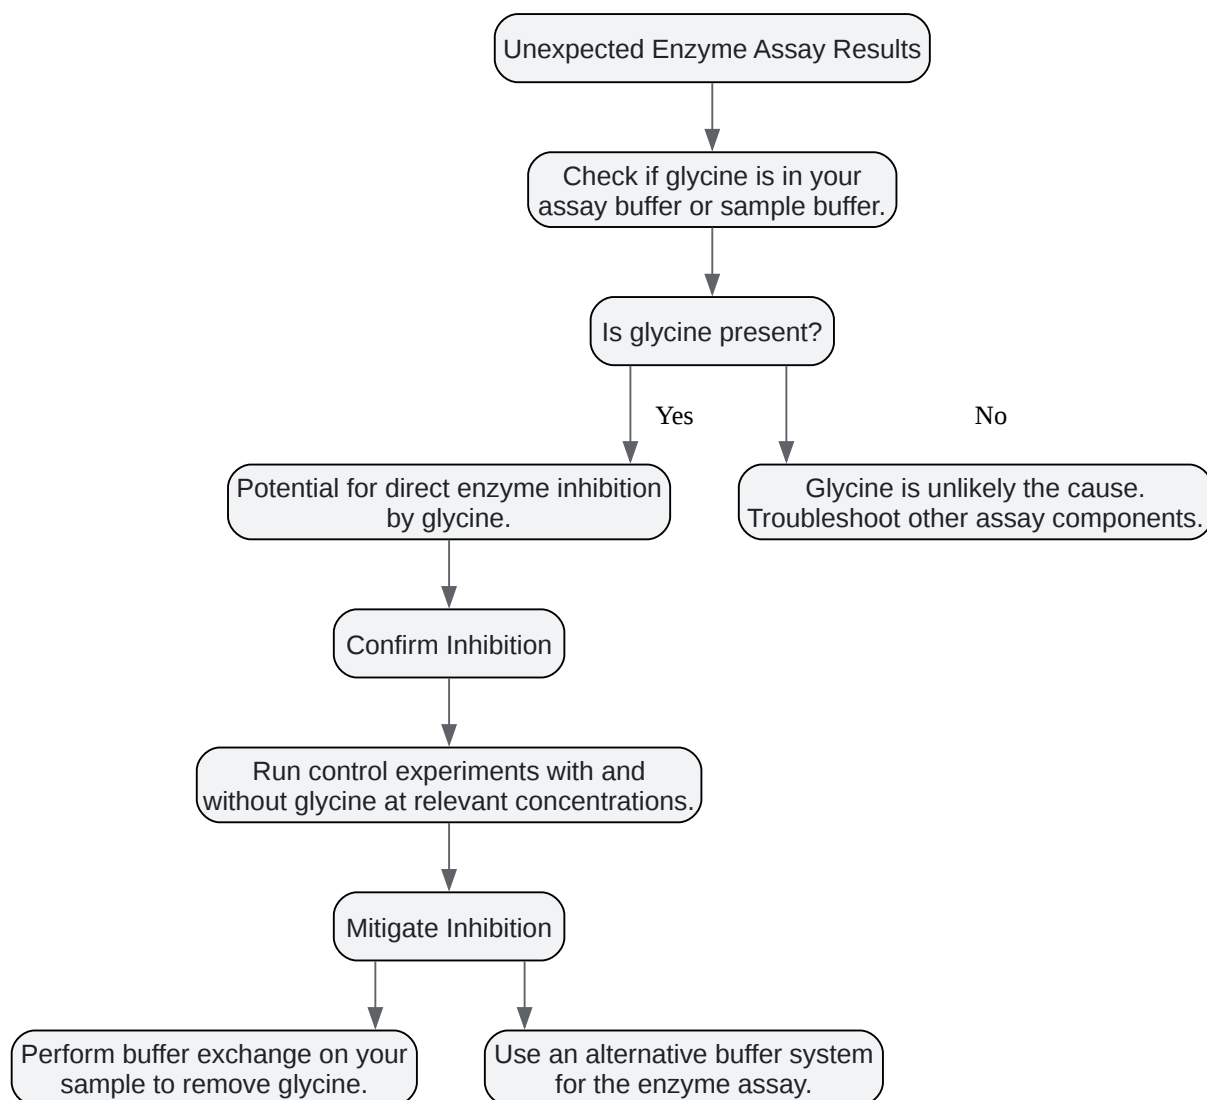 Unexpected Enzyme Assay Results
Check if glycine is in your
assay buffer or sample buffer.
Is glycine present?
Yes
No
Potential for direct enzyme inhibition
by glycine.
Glycine is unlikely the cause.
Troubleshoot other assay components.
Confirm Inhibition
Run control experiments with and
without glycine at relevant concentrations.
Mitigate Inhibition
Perform buffer exchange on your
sample to remove glycine.
Use an alternative buffer system
for the enzyme assay.